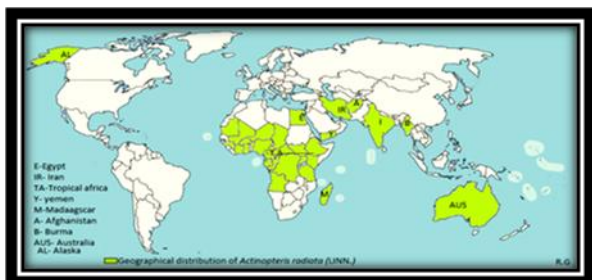 AL
E
IR
A
I
B
Y
TA
M
AUS
E-Egypt
IR- Iran
TA-Tropical africa
Y- yemen
M-Madaagscar
A- Afghanistan
B- Burma
AUS- Australia
AL- Alaska
Geographical distribution of Actinopteris radiata (LINN.)
R.G